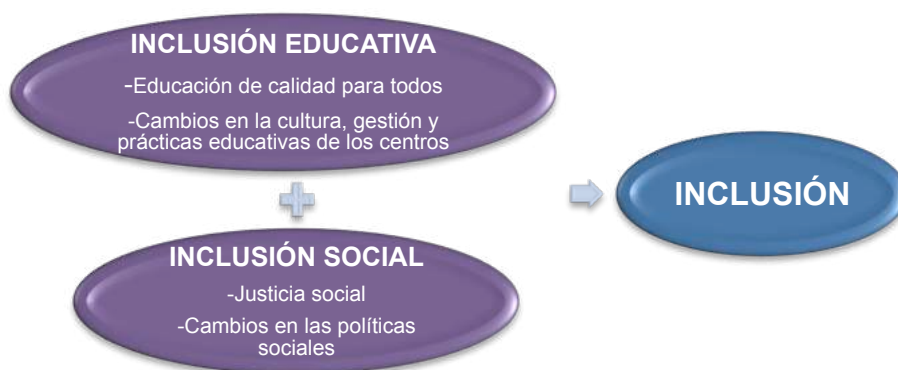 INCLUSIÓN EDUCATIVA
-Educación de calidad para todos
-Cambios en la cultura, gestión y
prácticas educativas de los centros
INCLUSIÓN
INCLUSIÓN SOCIAL
-Justicia social
-Cambios en las políticas
sociales